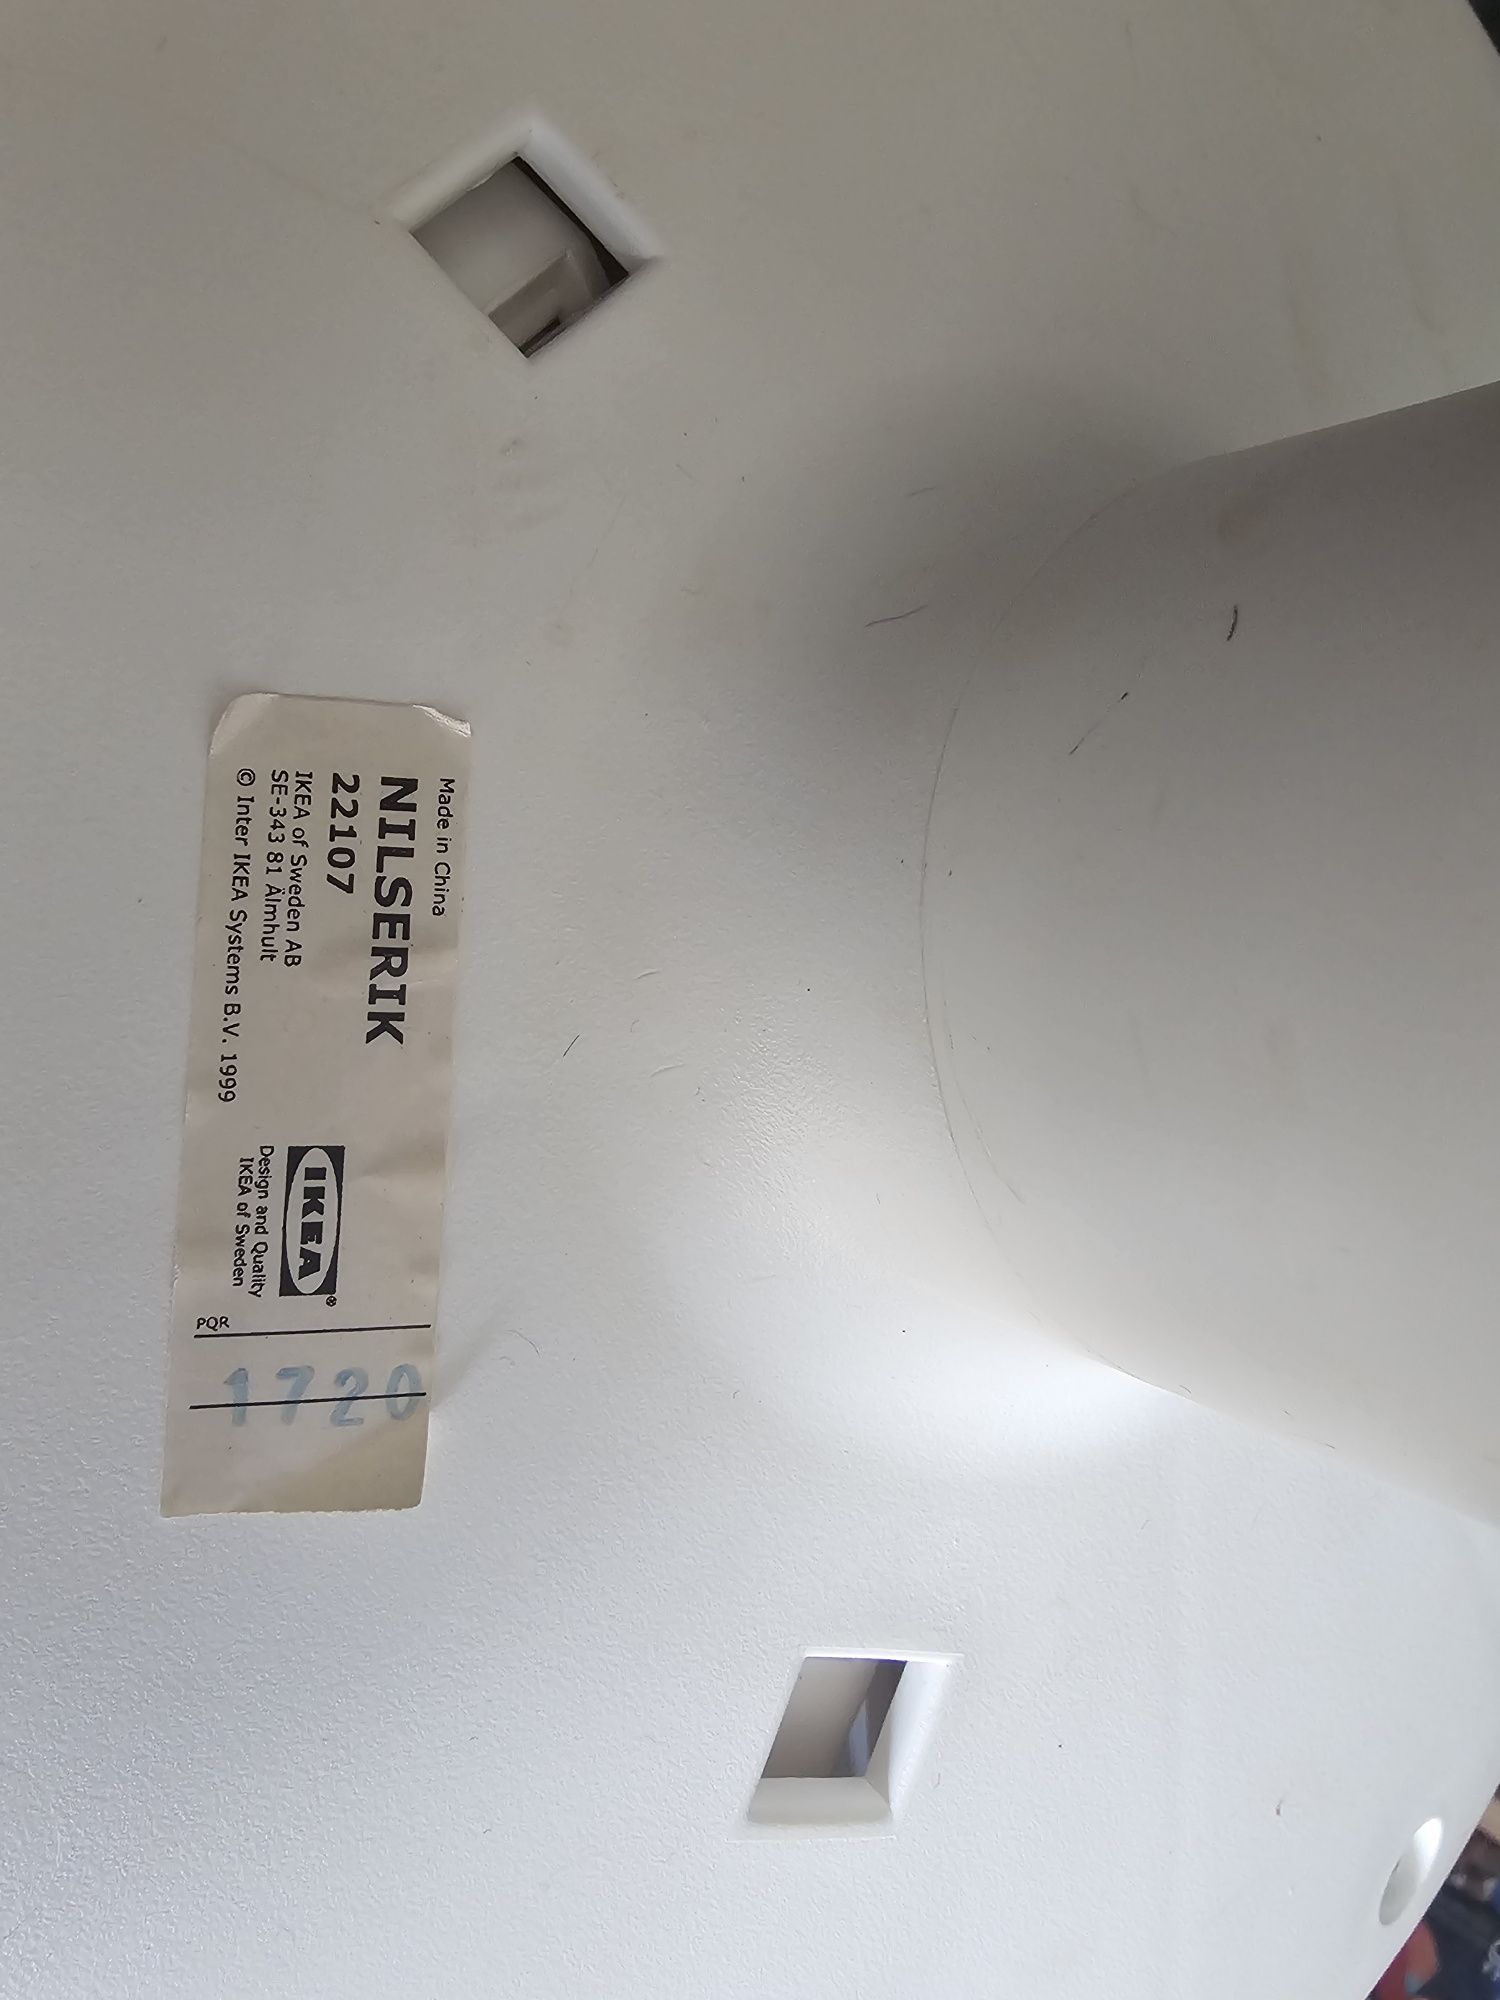 Made in China
NILSERIK
22107
IKEA of Sweden AB
SE-343 81 Älmhult
© Inter IKEA Systems B.V. 1999
IKEA®
Design and Quality
IKEA of Sweden
PQR
1720